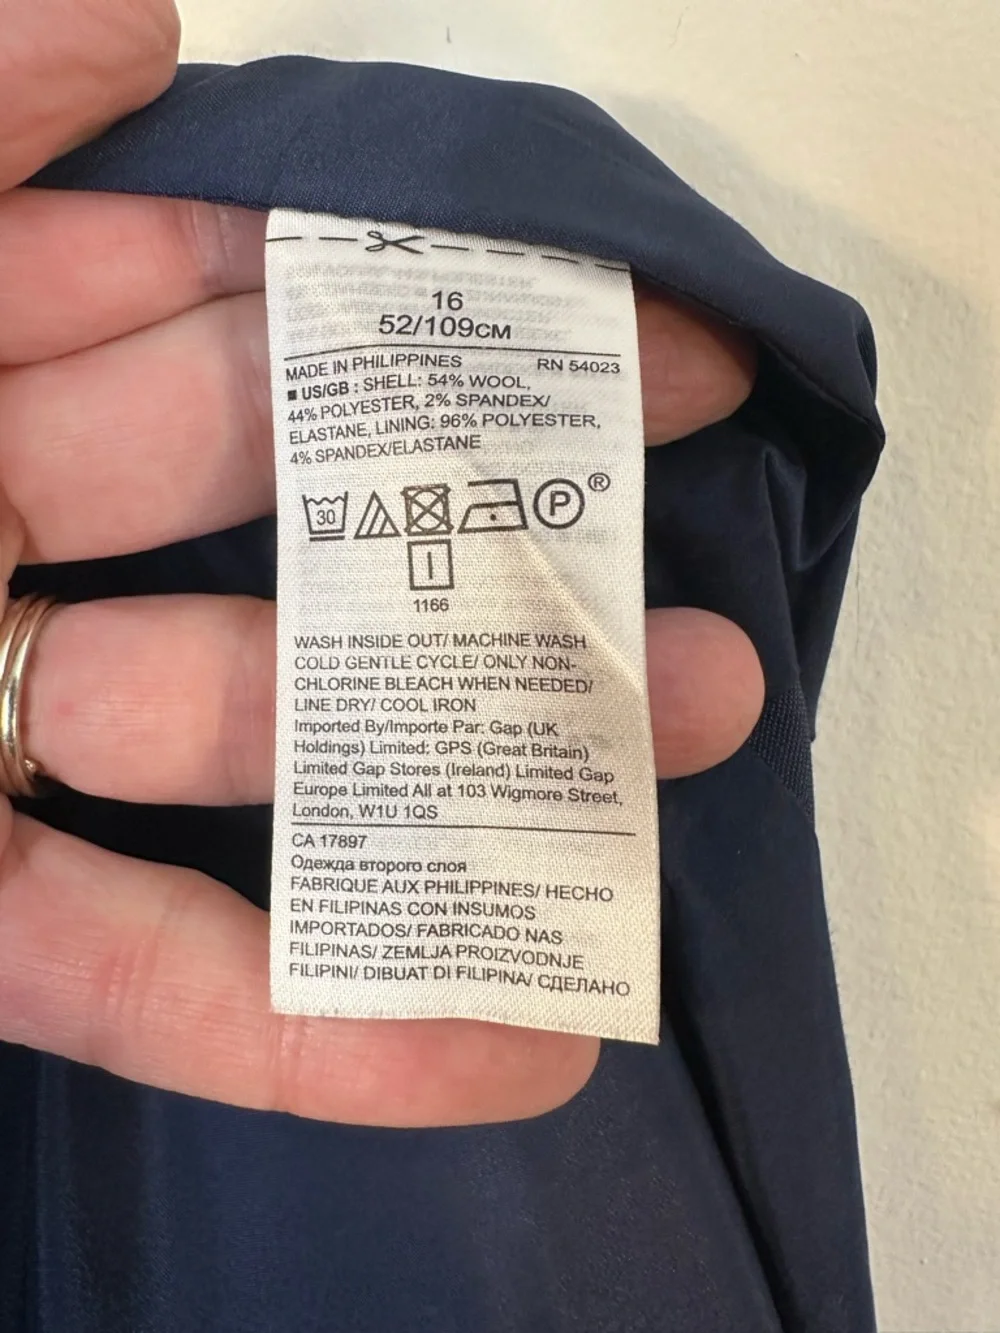 16
52/109CM
MADE IN PHILIPPINES RN 54023
■ US/GB : SHELL: 54% WOOL,
44% POLYESTER, 2% SPANDEX/
ELASTANE, LINING: 96% POLYESTER,
4% SPANDEX/ELASTANE
30 P ®
1166
WASH INSIDE OUT/ MACHINE WASH
COLD GENTLE CYCLE/ ONLY NON-
CHLORINE BLEACH WHEN NEEDED/
LINE DRY/ COOL IRON
Imported By/Importe Par: Gap (UK
Holdings) Limited: GPS (Great Britain)
Limited Gap Stores (Ireland) Limited Gap
Europe Limited All at 103 Wigmore Street,
London, W1U 1QS
CA 17897
Одежда второго слоя
FABRIQUE AUX PHILIPPINES/ HECHO
EN FILIPINAS CON INSUMOS
IMPORTADOS/ FABRICADO NAS
FILIPINAS/ ZEMLJA PROIZVODNJE
FILIPINI/ DIBUAT DI FILIPINA/ СДЕЛАНО